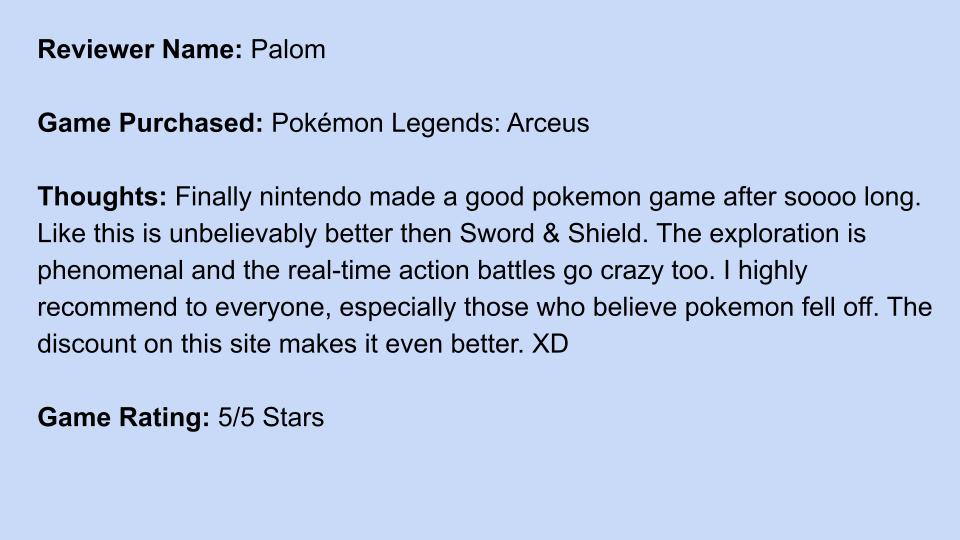 Reviewer Name: Palom
Game Purchased: Pokémon Legends: Arceus
Thoughts: Finally nintendo made a good pokemon game after soooo long.
Like this is unbelievably better then Sword & Shield. The exploration is
phenomenal and the real-time action battles go crazy too. I highly
recommend to everyone, especially those who believe pokemon fell off. The
discount on this site makes it even better. XD
Game Rating: 5/5 Stars